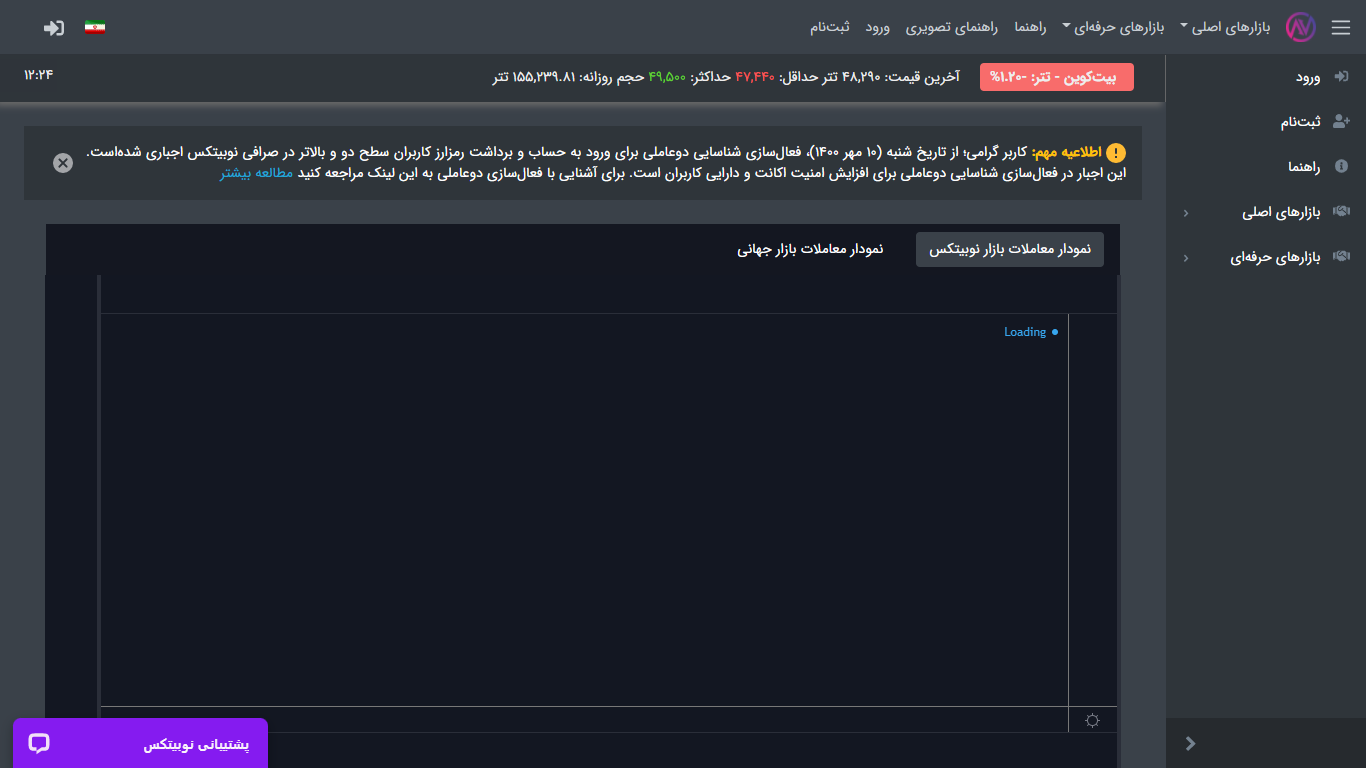 بازارهای اصلی
بازارهای حرفه‌ای
راهنما
راهنمای تصویری
ورود
ثبت‌نام
بیت‌کوین - تتر: -۱.۲۰%
آخرین قیمت: ۴۸,۲۹۰ تتر حداقل: ۴۷,۴۴۰ حداکثر: ۴۹,۵۰۰ حجم روزانه: ۱۵۵,۲۳۹.۸۱ تتر
۱۲:۲۴
ورود
ثبت‌نام
راهنما
بازارهای اصلی
بازارهای حرفه‌ای
اطلاعیه مهم: کاربر گرامی؛ از تاریخ شنبه (۱۰ مهر ۱۴۰۰)، فعال‌سازی شناسایی دوعاملی برای ورود به حساب و برداشت رمزارز کاربران سطح دو و بالاتر در صرافی نوبیتکس اجباری شده‌است.
این اجبار در فعال‌سازی شناسایی دوعاملی برای افزایش امنیت اکانت و دارایی کاربران است. برای آشنایی با فعال‌سازی دوعاملی به این لینک مراجعه کنید مطالعه بیشتر
نمودار معاملات بازار نوبیتکس
نمودار معاملات بازار جهانی
Loading
پشتیبانی نوبیتکس